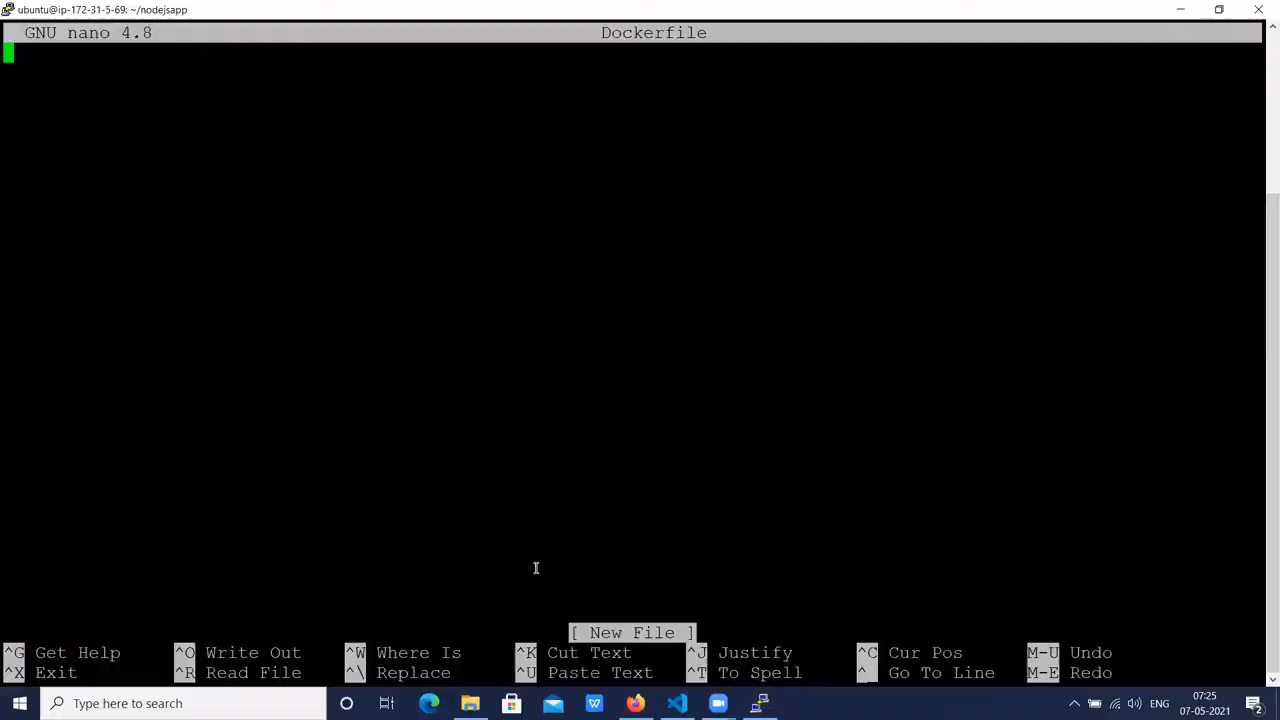 ubuntu@ip-172-31-5-69: ~/nodejsapp
GNU nano 4.8 Dockerfile
[ New File ]
^G Get Help ^O Write Out ^W Where Is ^K Cut Text ^J Justify ^C Cur Pos M-U Undo
^X Exit ^R Read File ^\ Replace ^U Paste Text ^T To Spell ^_ Go To Line M-E Redo
Type here to search
ENG
07:25
07-05-2021
2